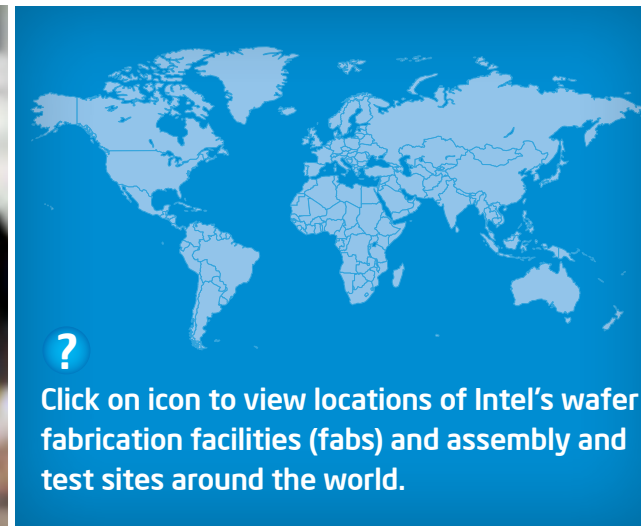 ?
Click on icon to view locations of Intel's wafer
fabrication facilities (fabs) and assembly and
test sites around the world.